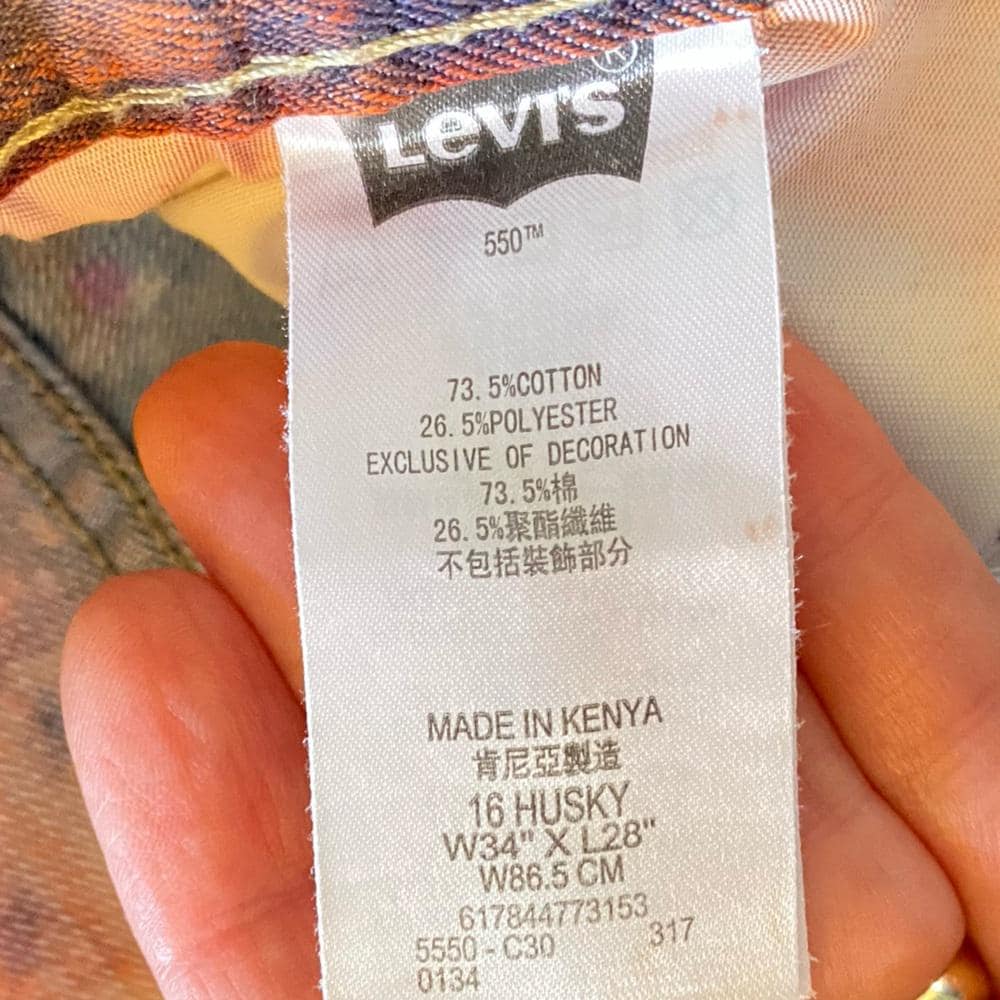 Levi's ®
550™
73.5%COTTON
26.5%POLYESTER
EXCLUSIVE OF DECORATION
73.5%棉
26.5%聚酯纖維
不包括裝飾部分
MADE IN KENYA
肯尼亞製造
16 HUSKY
W34" X L28"
W86.5 CM
617844773153
5550 - C30 317
0134